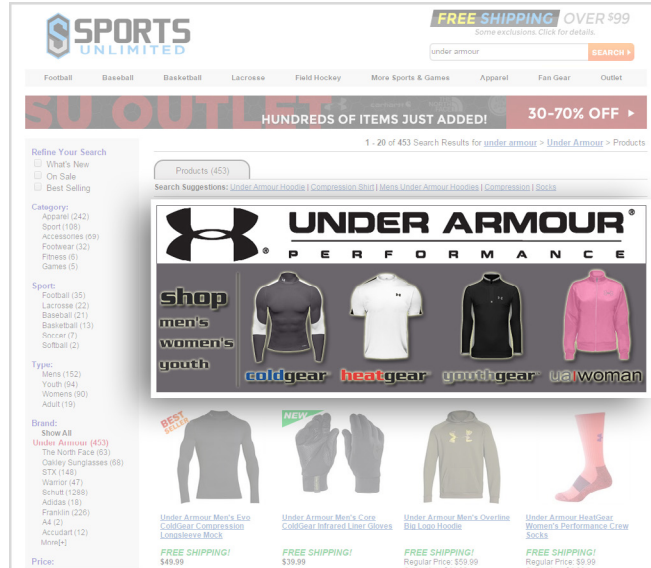 SPORTS
UNLIMITED
FREE SHIPPING OVER $99
Some exclusions. Click for details.
under armour
SEARCH
Football Baseball Basketball Lacrosse Field Hockey More Sports & Games Apparel Fan Gear Outlet
SU OUTLET
HUNDREDS OF ITEMS JUST ADDED!
30-70% OFF
1 - 20 of 453 Search Results for under armour > Under Armour > Products
Refine Your Search
What's New
On Sale
Best Selling
Category:
Apparel (242)
Sport (108)
Accessories (69)
Footwear (32)
Fitness (6)
Games (5)
Sport:
Football (35)
Lacrosse (22)
Baseball (21)
Basketball (13)
Soccer (7)
Softball (2)
Type:
Mens (152)
Youth (94)
Womens (90)
Adult (19)
Brand:
Show All
Under Armour (453)
The North Face (63)
Oakley Sunglasses (68)
STX (148)
Warrior (47)
Schutt (1268)
Adidas (18)
Franklin (226)
A4 (2)
Accudart (12)
More[+]
Price:
Products (453)
Search Suggestions: Under Armour Hoodie | Compression Shirt | Mens Under Armour Hoodies | Compression | Socks
UNDER ARMOUR®
PERFORMANCE
shop
men's
women's
youth
coldgear heatgear youthgear ua|woman
BEST SELLER
NEW
Under Armour Men's Evo
ColdGear Compression
Longsleeve Mock
FREE SHIPPING!
$49.99
Under Armour Men's Core
ColdGear Infrared Liner Gloves
FREE SHIPPING!
$39.99
Under Armour Men's Overline
Big Logo Hoodie
FREE SHIPPING!
Regular Price: $59.99
Under Armour HeatGear
Women's Performance Crew
Socks
FREE SHIPPING!
Regular Price: $9.99